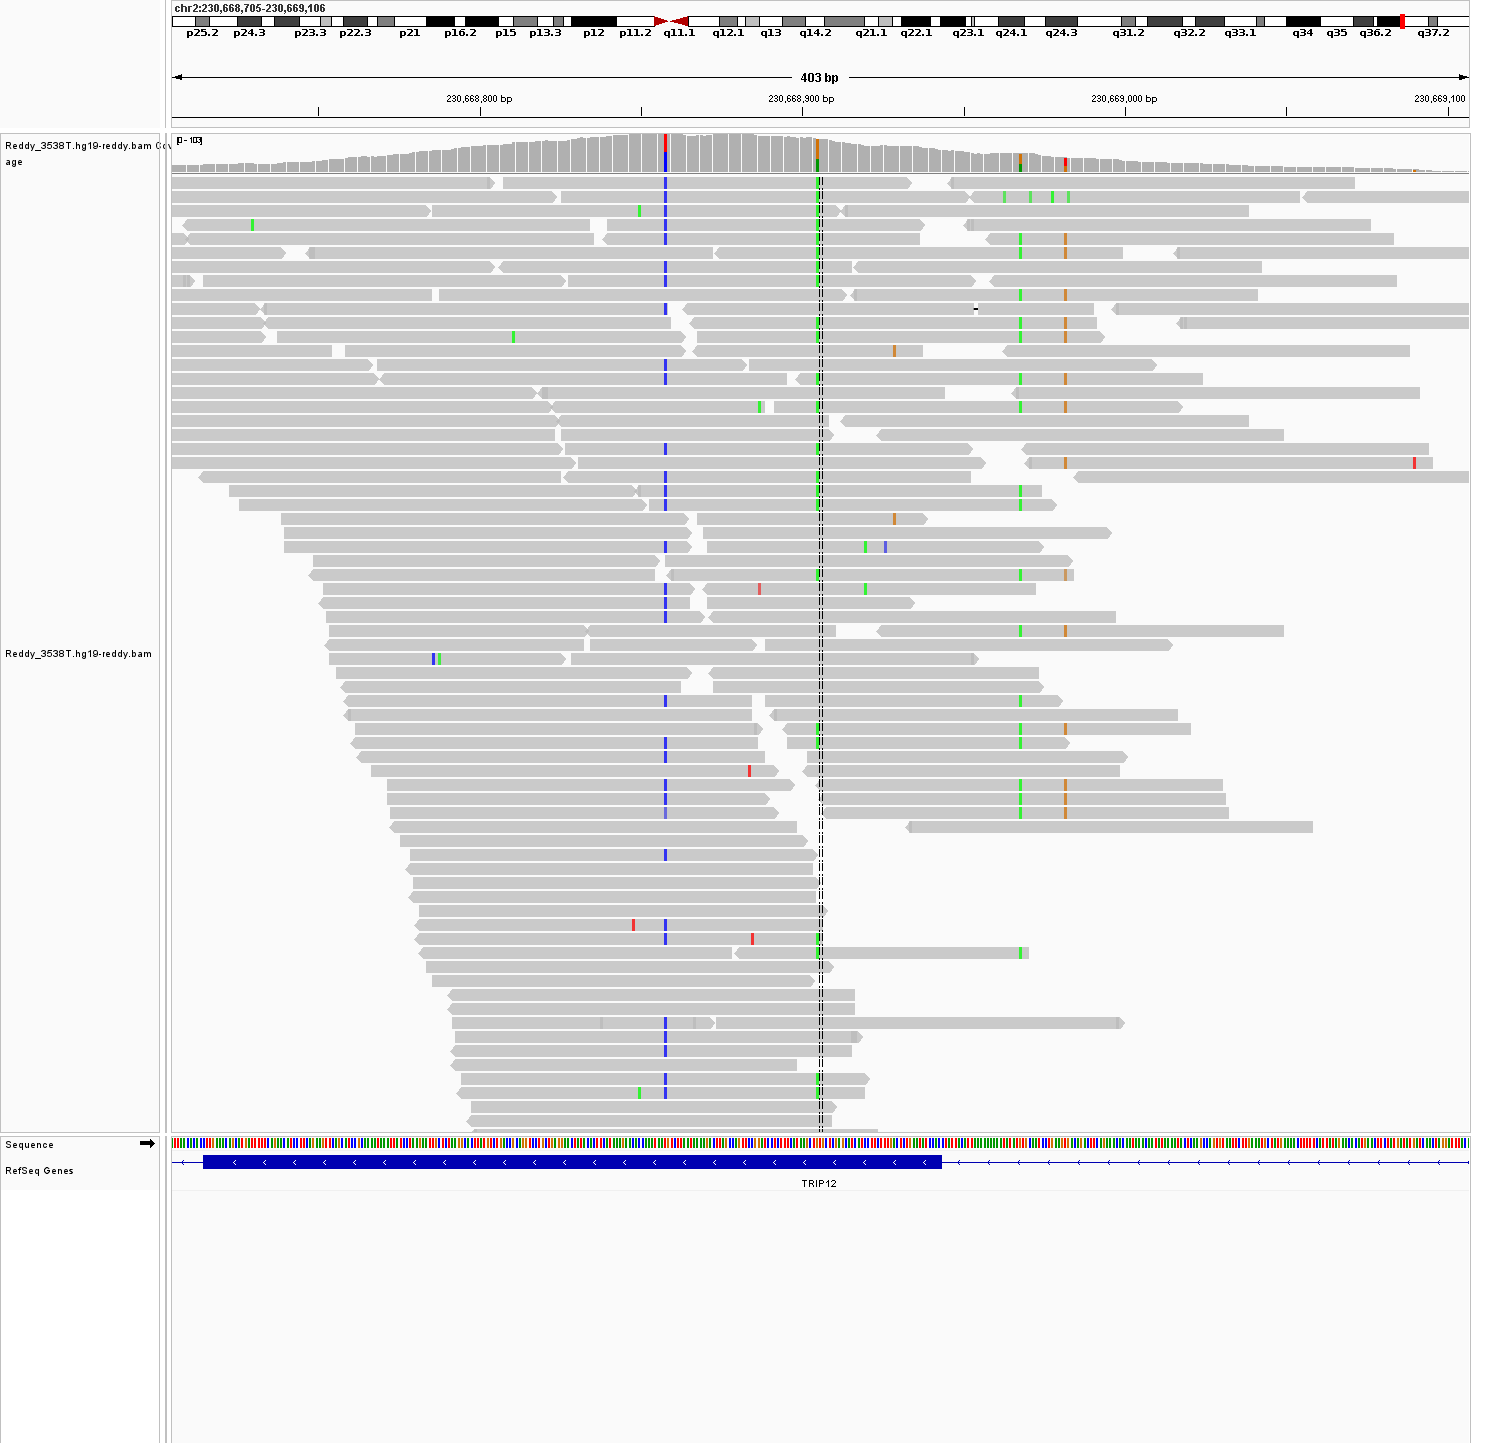 chr2:230,668,705-230,669,106
p25.2 p24.3 p23.3 p22.3 p21 p16.2 p15 p13.3 p12 p11.2 q11.1 q12.1 q13 q14.2 q21.1 q22.1 q23.1 q24.1 q24.3 q31.2 q32.2 q33.1 q34 q35 q36.2 q37.2
403 bp
230,668,800 bp 230,668,900 bp 230,669,000 bp 230,669,100
Reddy_3538T.hg19-reddy.bam Cov
age
[0 - 103]
Reddy_3538T.hg19-reddy.bam
Sequence
RefSeq Genes
TRIP12